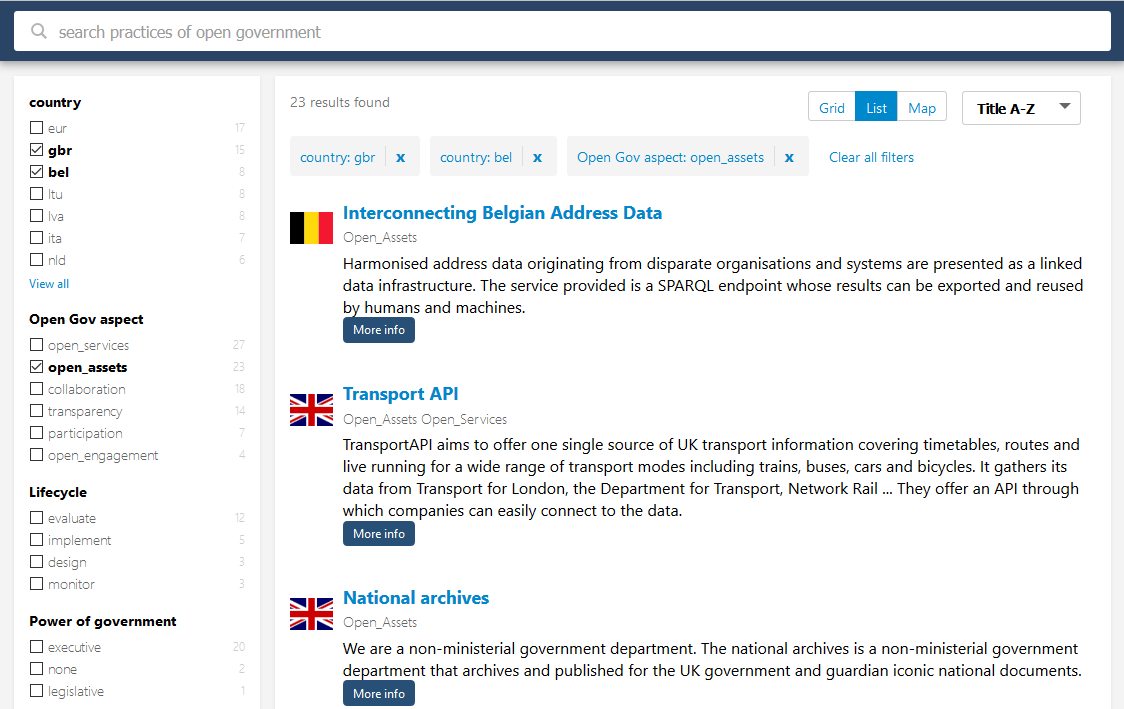 search practices of open government
country
eur 17
gbr 15
bel 8
ltu 8
lva 8
ita 7
nld 6
View all
Open Gov aspect
open_services 27
open_assets 23
collaboration 18
transparency 14
participation 7
open_engagement 4
Lifecycle
evaluate 12
implement 5
design 3
monitor 3
Power of government
executive 20
none 2
legislative 1
23 results found
Grid List Map Title A-Z
country: gbr x country: bel x Open Gov aspect: open_assets x Clear all filters
Interconnecting Belgian Address Data
Open_Assets
Harmonised address data originating from disparate organisations and systems are presented as a linked
data infrastructure. The service provided is a SPARQL endpoint whose results can be exported and reused
by humans and machines.
More info
Transport API
Open_Assets Open_Services
TransportAPI aims to offer one single source of UK transport information covering timetables, routes and
live running for a wide range of transport modes including trains, buses, cars and bicycles. It gathers its
data from Transport for London, the Department for Transport, Network Rail ... They offer an API through
which companies can easily connect to the data.
More info
National archives
Open_Assets
We are a non-ministerial government department. The national archives is a non-ministerial government
department that archives and published for the UK government and guardian iconic national documents.
More info